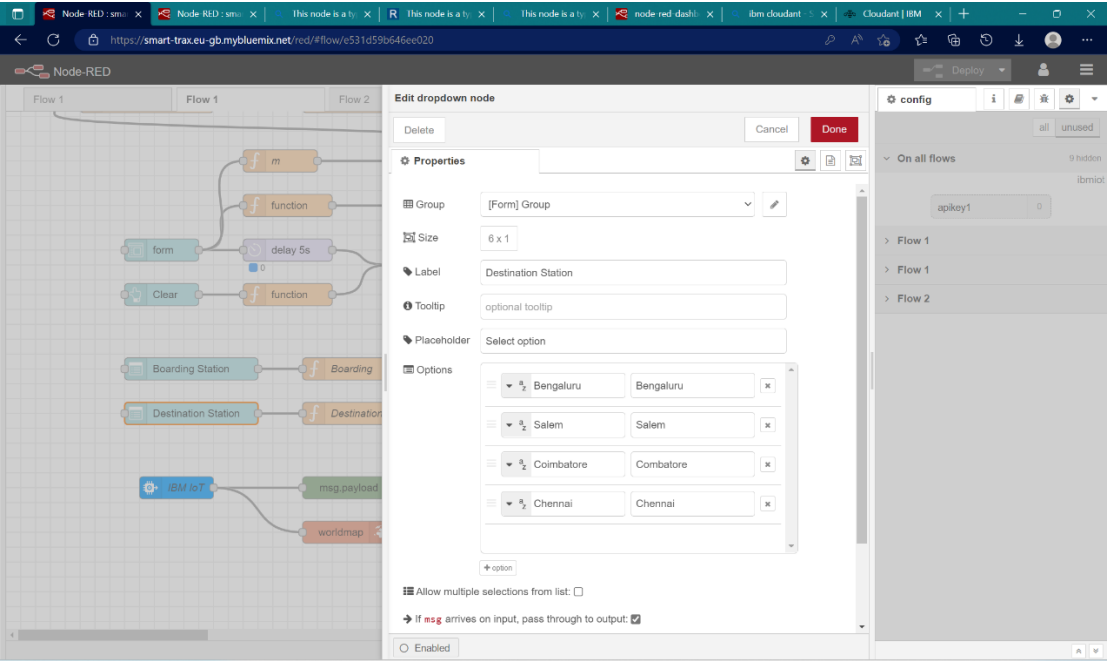 Node-RED : sma
Node-RED : sma
This node is a ty
This node is a ty
This node is a ty
node-red-dashb
ibm cloudant - S
Cloudant | IBM
https://smart-trax.eu-gb.mybluemix.net/red/#flow/e531d59b646ee020
Node-RED
Deploy
Flow 1
Flow 1
Flow 2
m
function
form
delay 5s
0
Clear
function
Boarding Station
Boarding
Destination Station
Destination
IBM IoT
msg.payload
worldmap
Edit dropdown node
Delete
Cancel
Done
Properties
Group
[Form] Group
Size
6 x 1
Label
Destination Station
Tooltip
optional tooltip
Placeholder
Select option
Options
Bengaluru
Bengaluru
Salem
Salem
Coimbatore
Combatore
Chennai
Chennai
+ option
Allow multiple selections from list:
If msg arrives on input, pass through to output:
Enabled
config
all
unused
On all flows
9 hidden
ibmiot
apikey1
0
Flow 1
Flow 1
Flow 2